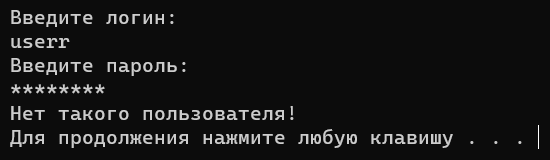 Введите логин:
userr
Введите пароль:
********
Нет такого пользователя!
Для продолжения нажмите любую клавишу . . .